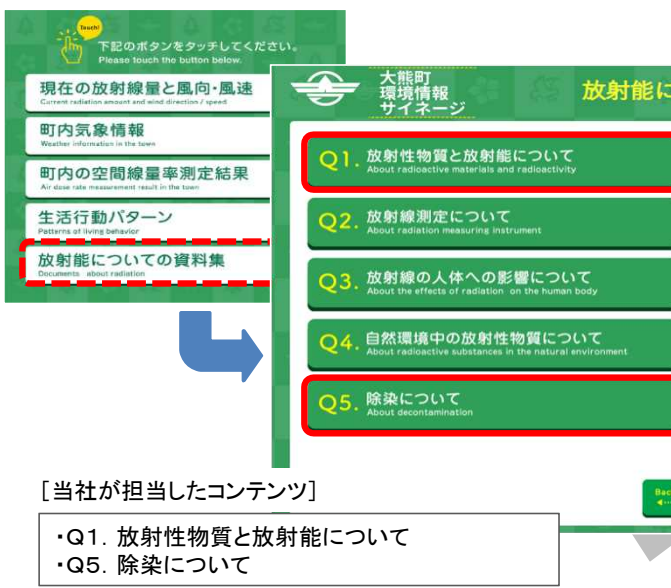 Touch!
下記のボタンをタッチしてください。
Please touch the button below.
現在の放射線量と風向・風速
Current radiation amount and wind direction / speed
町内気象情報
Weather information in the town
町内の空間線量率測定結果
Air dose rate measurement result in the town
生活行動パターン
Patterns of living behavior
放射能についての資料集
Documents about radiation
大熊町
環境情報
サイネージ
放射能に
Q1. 放射性物質と放射能について
About radioactive materials and radioactivity
Q2. 放射線測定について
About radiation measuring instrument
Q3. 放射線の人体への影響について
About the effects of radiation on the human body
Q4. 自然環境中の放射性物質について
About radioactive substances in the natural environment
Q5. 除染について
About decontamination
Bac
[当社が担当したコンテンツ]
・Q1. 放射性物質と放射能について
・Q5. 除染について